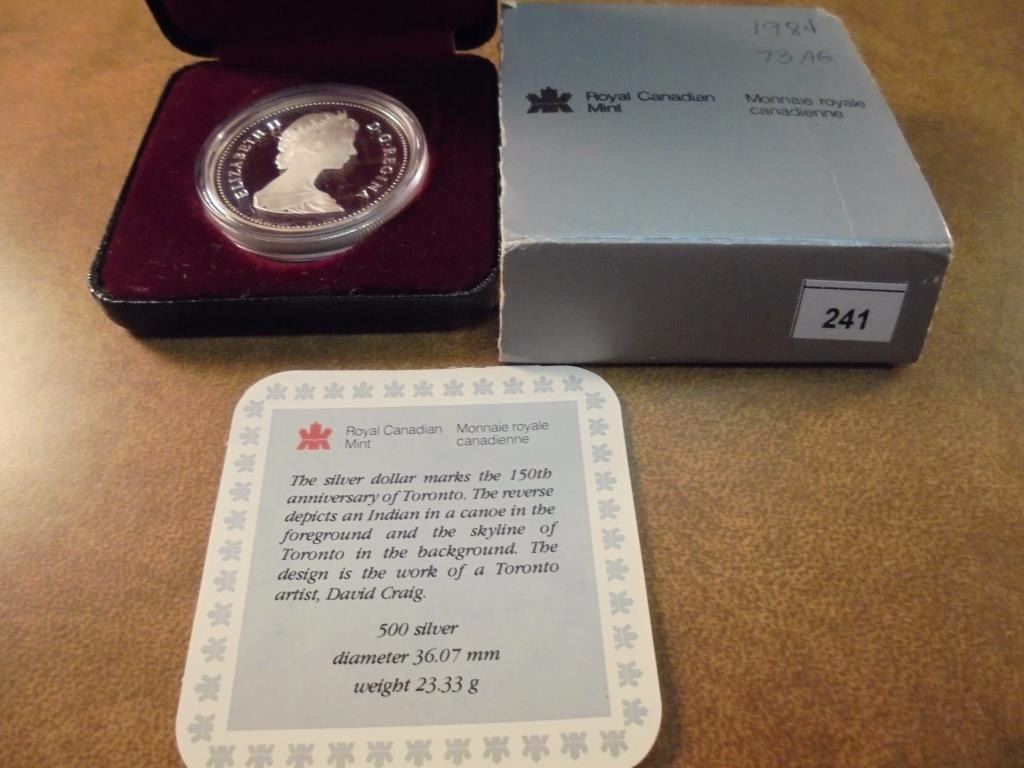 ELIZABETH II D·G·REGINA
1984
Royal Canadian Mint
Monnaie royale canadienne
241
Royal Canadian Mint
Monnaie royale canadienne
The silver dollar marks the 150th
anniversary of Toronto. The reverse
depicts an Indian in a canoe in the
foreground and the skyline of
Toronto in the background. The
design is the work of a Toronto
artist, David Craig.
500 silver
diameter 36.07 mm
weight 23.33 g